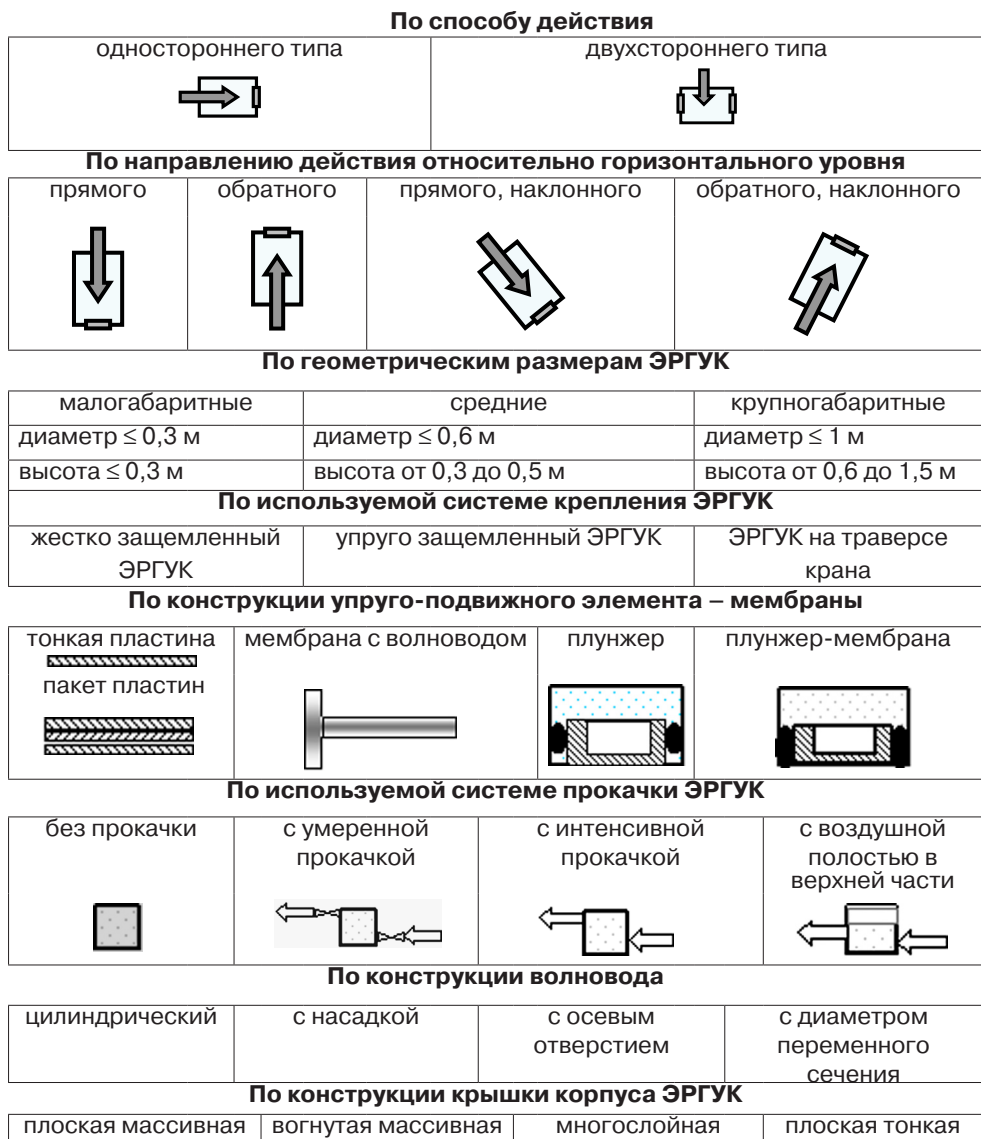 По способу действия
одностороннего типа двухстороннего типа
По направлению действия относительно горизонтального уровня
прямого обратного прямого, наклонного обратного, наклонного
По геометрическим размерам ЭРГУК
малогабаритные средние крупногабаритные
диаметр ≤ 0,3 м диаметр ≤ 0,6 м диаметр ≤ 1 м
высота ≤ 0,3 м высота от 0,3 до 0,5 м высота от 0,6 до 1,5 м
По используемой системе крепления ЭРГУК
жестко защемленный упруго защемленный ЭРГУК ЭРГУК на траверсе
ЭРГУК крана
По конструкции упруго-подвижного элемента – мембраны
тонкая пластина мембрана с волноводом плунжер плунжер-мембрана
пакет пластин
По используемой системе прокачки ЭРГУК
без прокачки с умеренной с интенсивной с воздушной
прокачкой прокачкой полостью в
верхней части
По конструкции волновода
цилиндрический с насадкой с осевым с диаметром
отверстием переменного
сечения
По конструкции крышки корпуса ЭРГУК
плоская массивная вогнутая массивная многослойная плоская тонкая